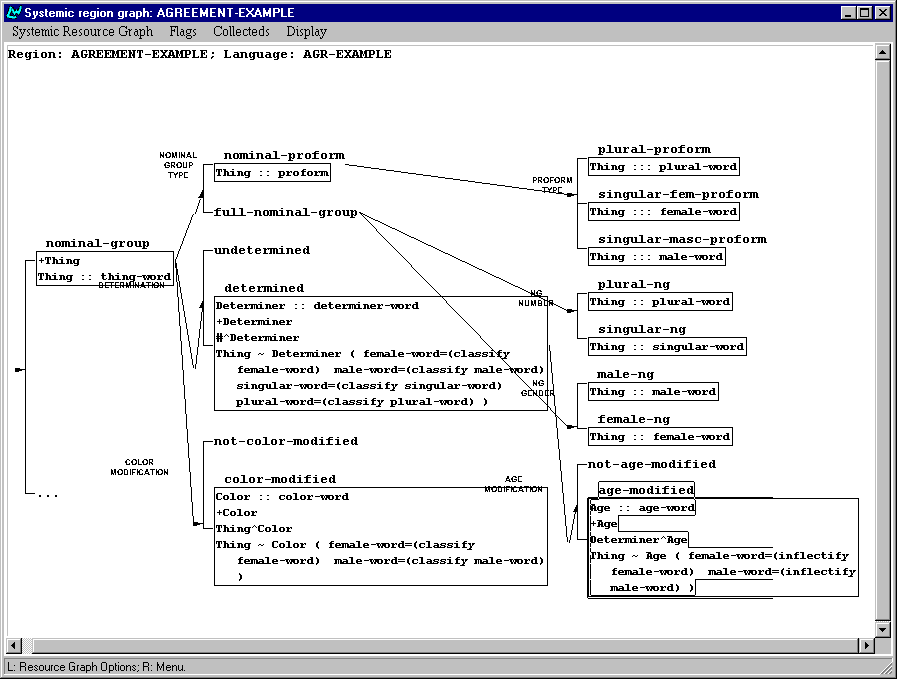 Systemic region graph: AGREEMENT-EXAMPLE
Systemic Resource Graph Flags Collecteds Display
Region: AGREEMENT-EXAMPLE; Language: AGR-EXAMPLE
nominal-group
+Thing
Thing :: thing-word
DETERMINATION
...
NOMINAL
GROUP
TYPE
nominal-proform
Thing :: proform
full-nominal-group
undetermined
determined
Determiner :: determiner-word
+Determiner
#^Determiner
Thing ~ Determiner ( female-word=(classify
female-word) male-word=(classify male-word)
singular-word=(classify singular-word)
plural-word=(classify plural-word) )
COLOR
MODIFICATION
not-color-modified
color-modified
Color :: color-word
+Color
Thing^Color
Thing ~ Color ( female-word=(classify
female-word) male-word=(classify male-word)
)
PROFORM
TYPE
plural-proform
Thing ::: plural-word
singular-fem-proform
Thing ::: female-word
singular-masc-proform
Thing ::: male-word
NG
NUMBER
plural-ng
Thing :: plural-word
singular-ng
Thing :: singular-word
NG
GENDER
male-ng
Thing :: male-word
female-ng
Thing :: female-word
AGE
MODIFICATION
not-age-modified
age-modified
Age :: age-word
+Age
Determiner^Age
Thing ~ Age ( female-word=(inflectify
female-word) male-word=(inflectify
male-word) )
L: Resource Graph Options; R: Menu.